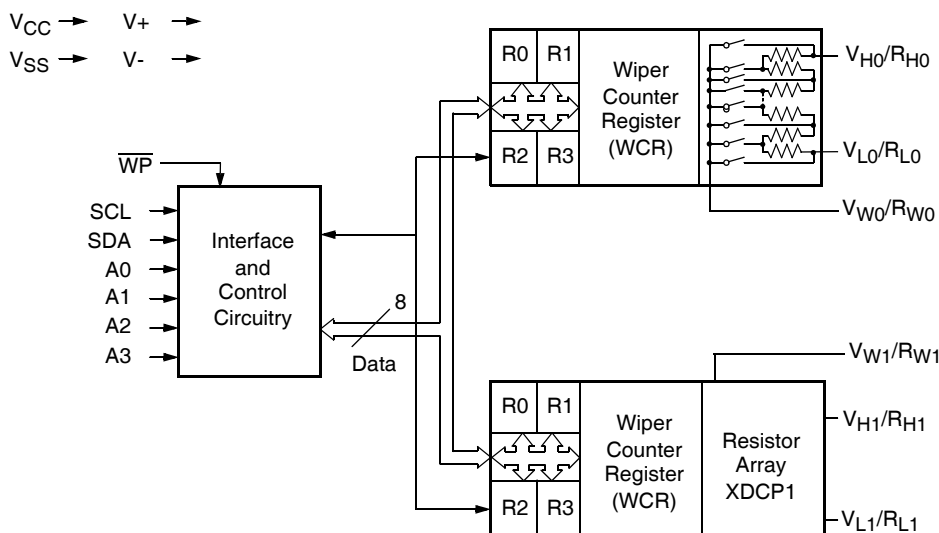 VCC V+
VSS V-
WP
SCL
SDA
A0
A1
A2
A3
Interface
and
Control
Circuitry
8
Data
R0 R1
R2 R3
Wiper
Counter
Register
(WCR)
VH0/RH0
VL0/RL0
VW0/RW0
VW1/RW1
R0 R1
R2 R3
Wiper
Counter
Register
(WCR)
Resistor
Array
XDCP1
VH1/RH1
VL1/RL1